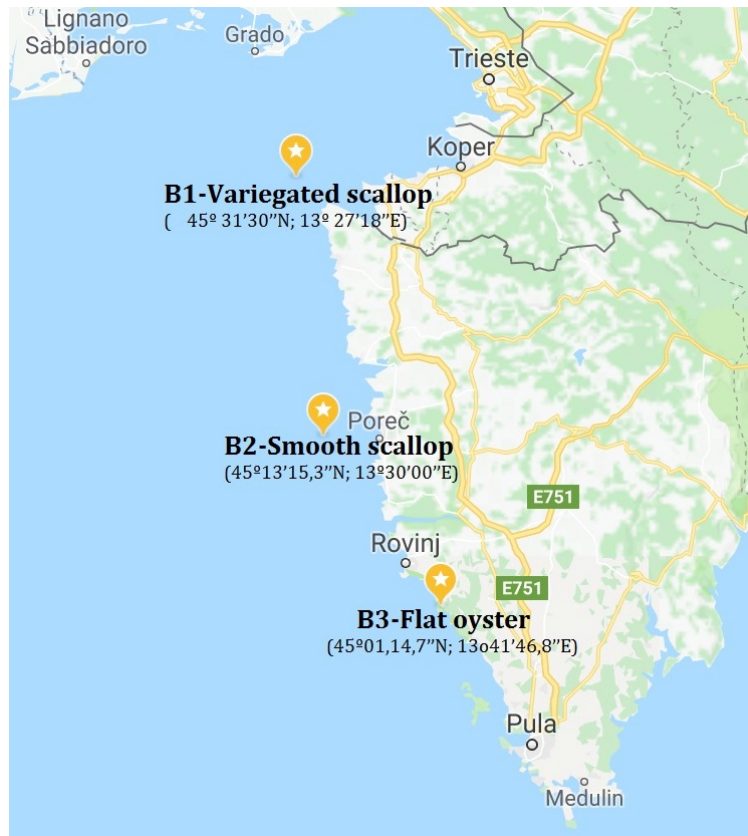 Lignano
Sabbiadoro
Grado
Trieste
Koper
B1-Variegated scallop
( 45º 31’30’’N; 13º 27’18’’E)
Poreč
B2-Smooth scallop
(45º13’15,3’’N; 13º30’00’’E)
E751
Rovinj
E751
B3-Flat oyster
(45º01,14,7’’N; 13o41’46,8’’E)
Pula
Medulin